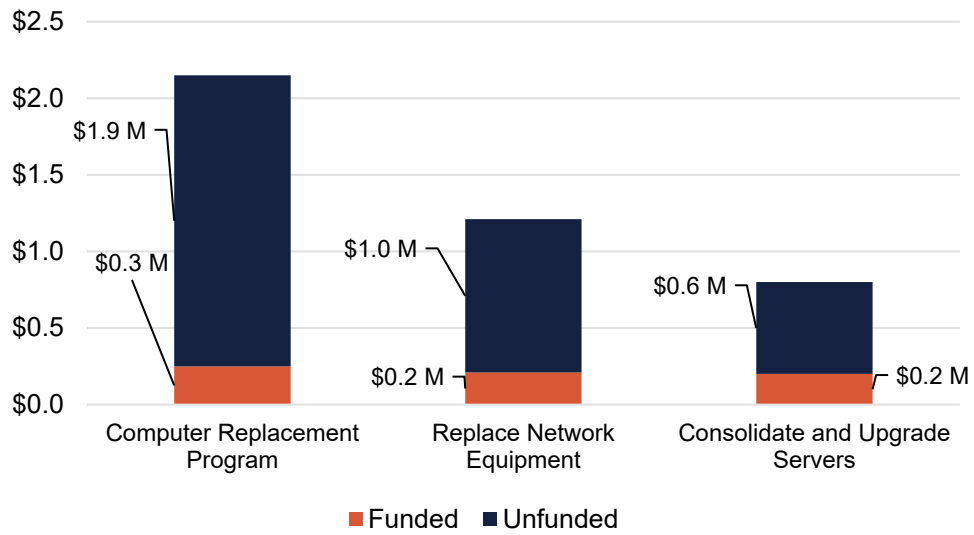 $2.5
$2.0
$1.5
$1.0
$0.5
$0.0
$1.9 M
$0.3 M
$1.0 M
$0.2 M
$0.6 M
$0.2 M
Computer Replacement
Program
Replace Network
Equipment
Consolidate and Upgrade
Servers
Funded
Unfunded